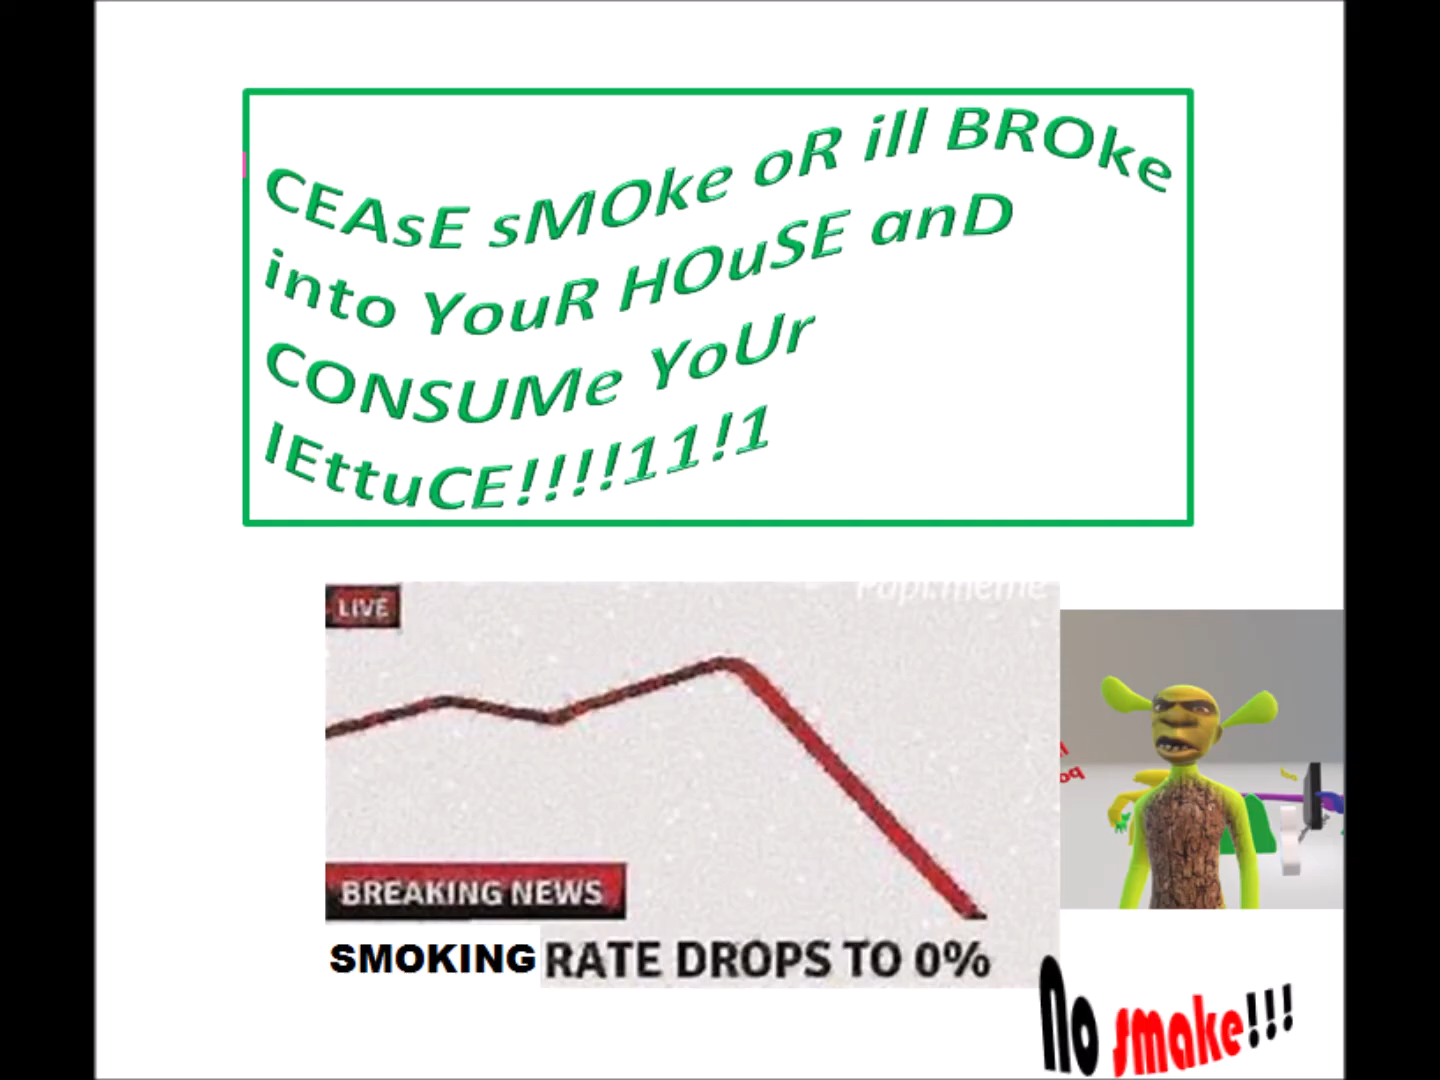 CEAsE sMOke oR ill BROke
into YouR HOuSE anD
CONSUMe YoUr
lEttuCE!!!!11!1
LIVE
BREAKING NEWS
SMOKING RATE DROPS TO 0%
No smake!!!